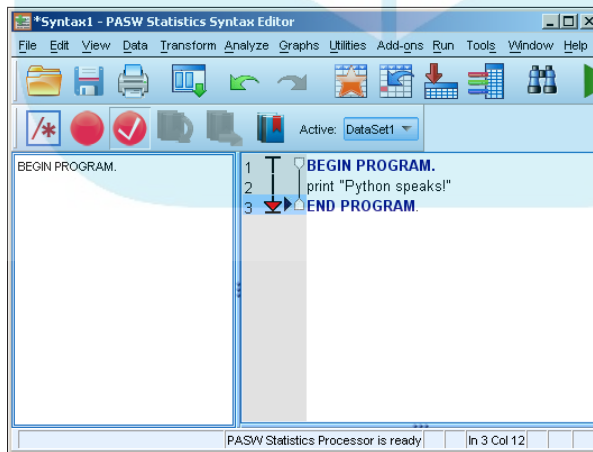 *Syntax1 - PASW Statistics Syntax Editor
File Edit View Data Transform Analyze Graphs Utilities Add-ons Run Tools Window Help
Active: DataSet1
BEGIN PROGRAM.
1 BEGIN PROGRAM.
2 print "Python speaks!"
3 END PROGRAM.
PASW Statistics Processor is ready In 3 Col 12